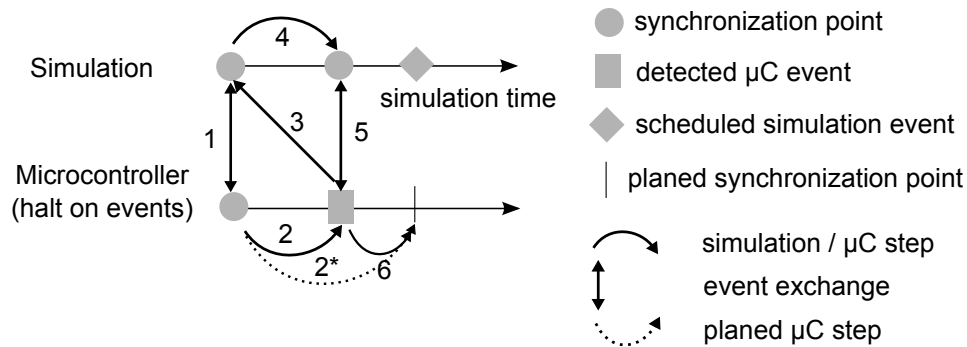 4
Simulation
simulation time
1
3
5
Microcontroller
(halt on events)
2
2*
6
synchronization point
detected µC event
scheduled simulation event
planed synchronization point
simulation / µC step
event exchange
planed µC step